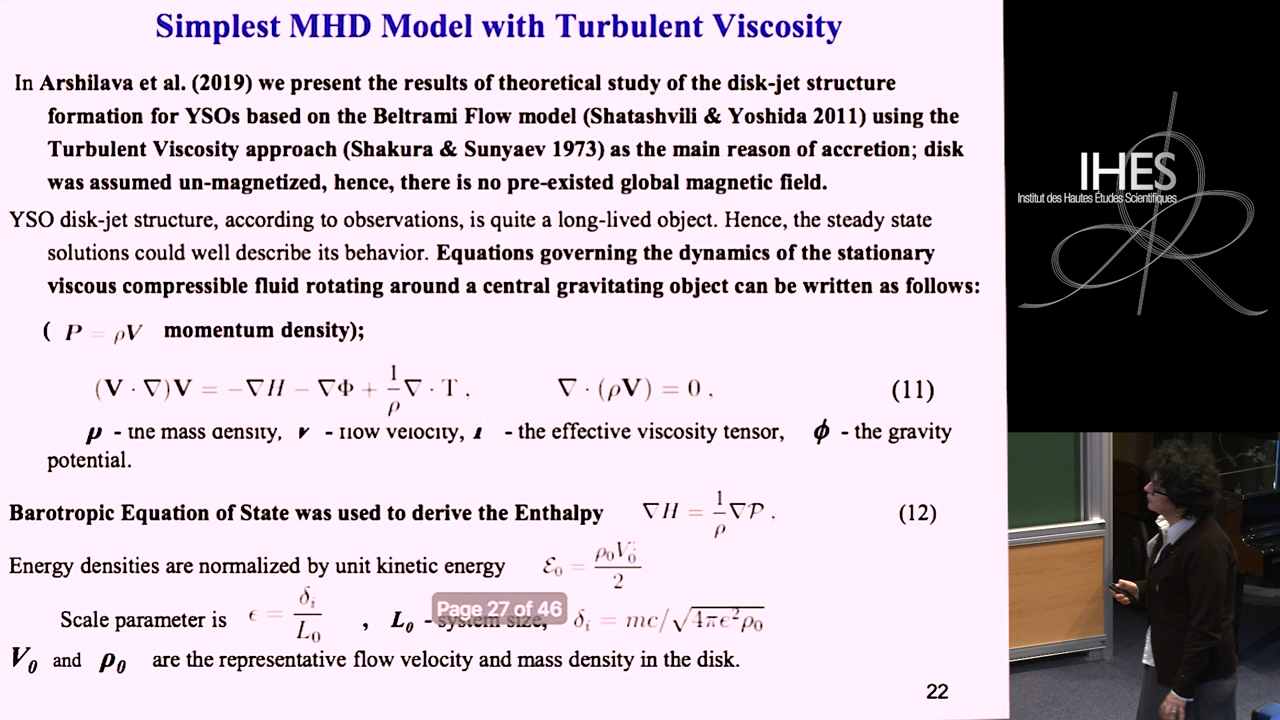 Simplest MHD Model with Turbulent Viscosity
In Arshilava et al. (2019) we present the results of theoretical study of the disk-jet structure
formation for YSOs based on the Beltrami Flow model (Shatashvili & Yoshida 2011) using the
Turbulent Viscosity approach (Shakura & Sunyaev 1973) as the main reason of accretion; disk
was assumed un-magnetized, hence, there is no pre-existed global magnetic field.
YSO disk-jet structure, according to observations, is quite a long-lived object. Hence, the steady state
solutions could well describe its behavior. Equations governing the dynamics of the stationary
viscous compressible fluid rotating around a central gravitating object can be written as follows:
( P = ρV momentum density);
(V · ∇)V = −∇H − ∇Φ + 1/ρ ∇ · T , ∇ · (ρV) = 0 , (11)
ρ - the mass density, v - flow velocity, - the effective viscosity tensor, ϕ - the gravity
potential.
Barotropic Equation of State was used to derive the Enthalpy ∇H = 1/ρ ∇P . (12)
Energy densities are normalized by unit kinetic energy ℰ₀ = ρ₀V₀²/2
Scale parameter is ϵ = δᵢ/L₀ , L₀ - system size, δᵢ = mc/√4πe²ρ₀
Page 27 of 46
V₀ and ρ₀ are the representative flow velocity and mass density in the disk.
22
IHES
Institut des Hautes Études Scientifiques